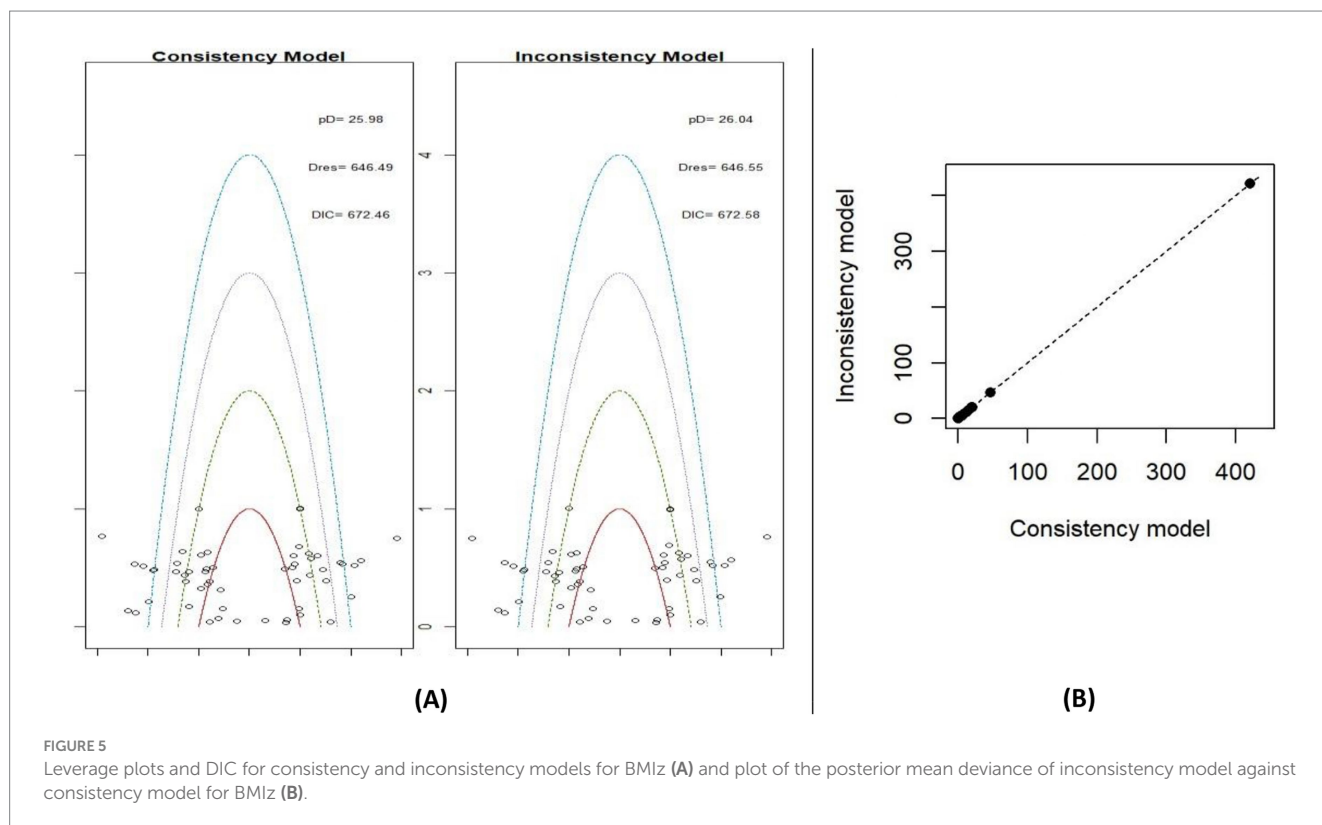 Consistency Model
Inconsistency Model
pD= 25.98
Dres= 646.49
DIC= 672.46
pD= 26.04
Dres= 646.55
DIC= 672.58
4
3
2
1
0
(A)
Inconsistency model
300
100
0
0 100 200 300 400
Consistency model
(B)
FIGURE 5
Leverage plots and DIC for consistency and inconsistency models for BMIz (A) and plot of the posterior mean deviance of inconsistency model against
consistency model for BMIz (B).